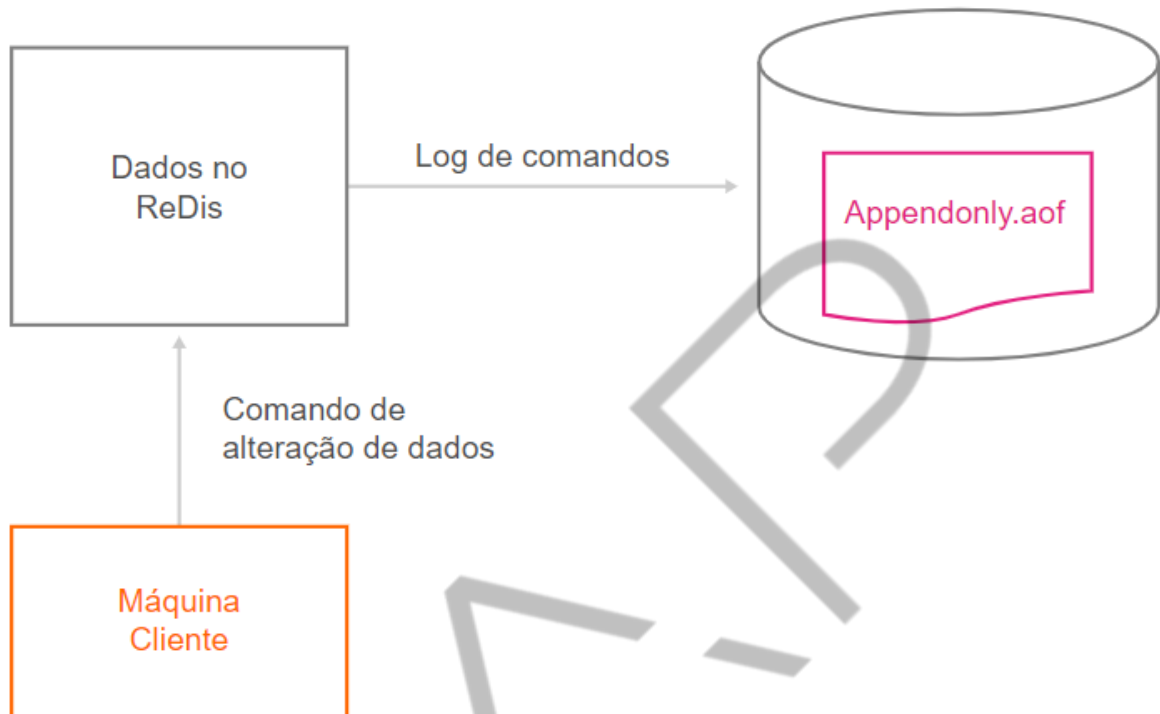 Dados no
ReDis
Log de comandos
Appendonly.aof
Comando de
alteração de dados
Máquina
Cliente